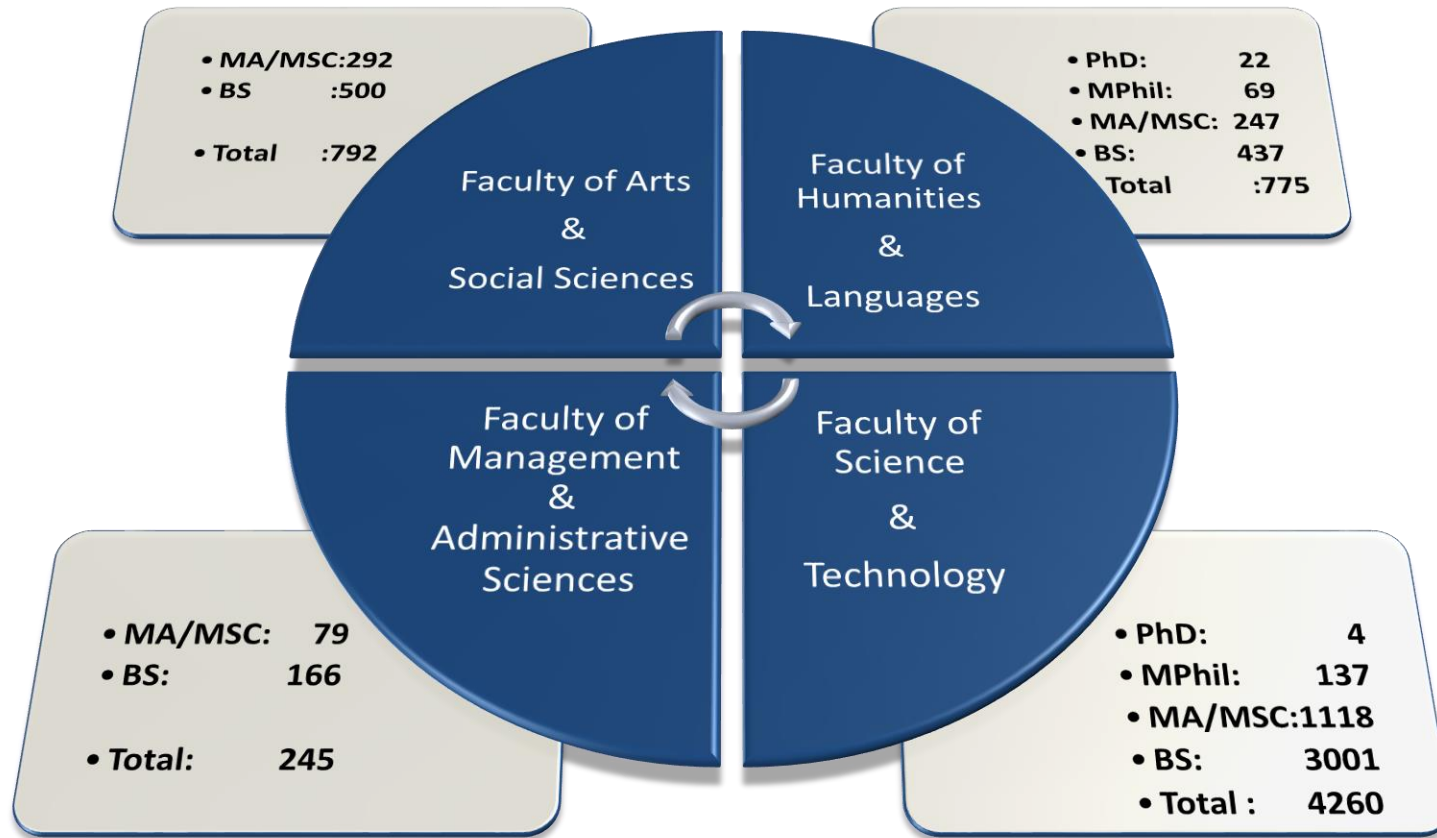 • MA/MSC:292
• BS :500
• Total :792
Faculty of Arts
&
Social Sciences
• PhD: 22
• MPhil: 69
• MA/MSC: 247
• BS: 437
Total :775
Faculty of
Humanities
&
Languages
Faculty of
Management
&
Administrative
Sciences
• MA/MSC: 79
• BS: 166
• Total: 245
Faculty of
Science
&
Technology
• PhD: 4
• MPhil: 137
• MA/MSC:1118
• BS: 3001
• Total : 4260